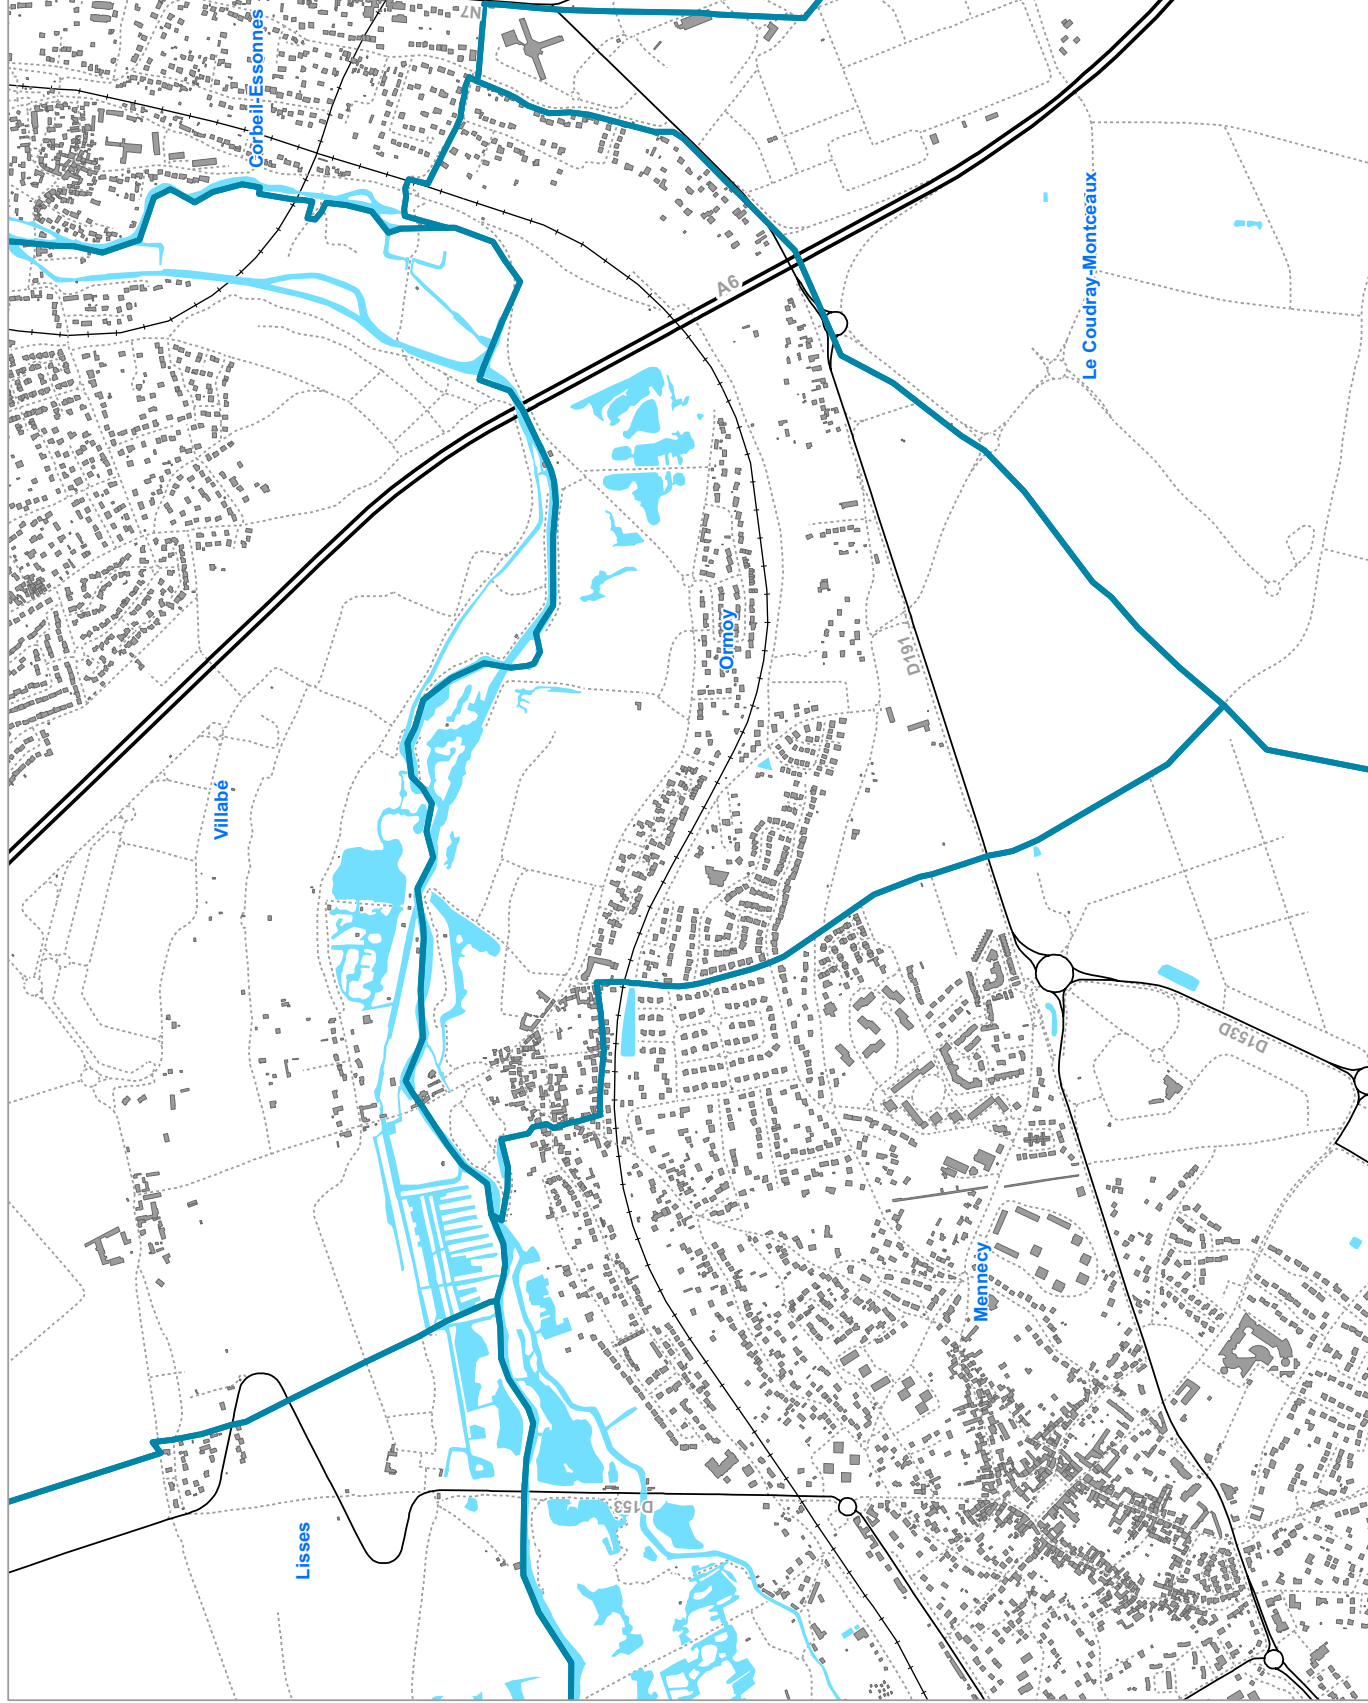 N7
Corbeil-Essonnes
Le Coudray-Montceaux
A6
Ormoy
D191
Villabé
D153D
Mennecy
D153
Lisses